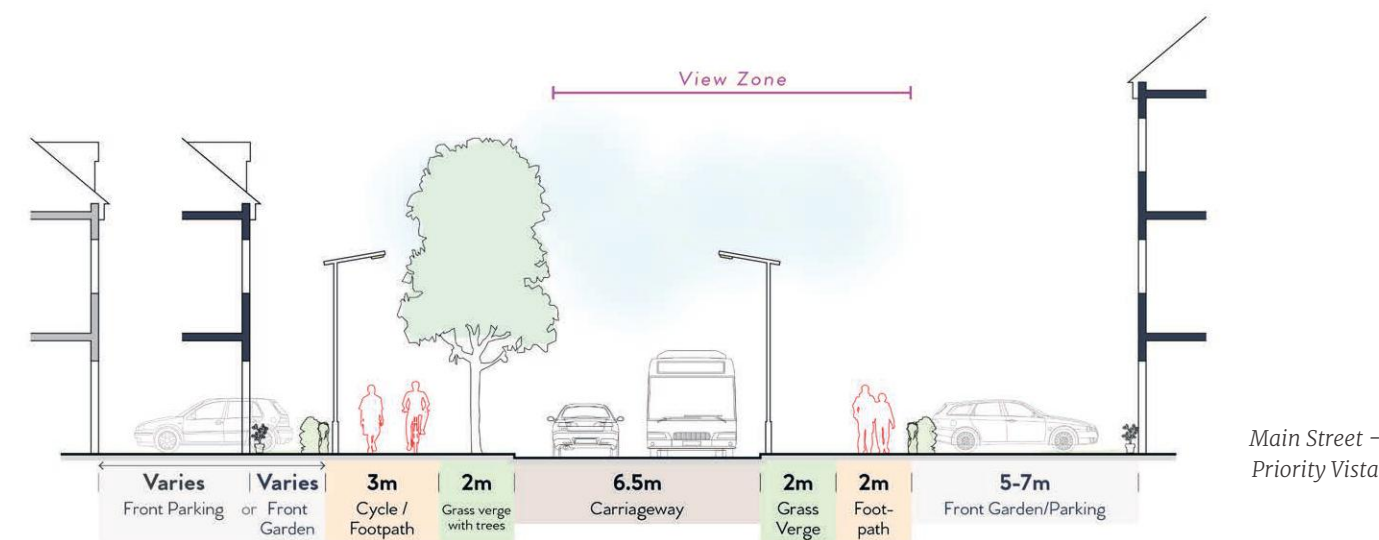 View Zone
Main Street –
Priority Vista
Varies
Front Parking
or
Varies
Front
Garden
3m
Cycle /
Footpath
2m
Grass verge
with trees
6.5m
Carriageway
2m
Grass
Verge
2m
Foot-
path
5-7m
Front Garden/Parking